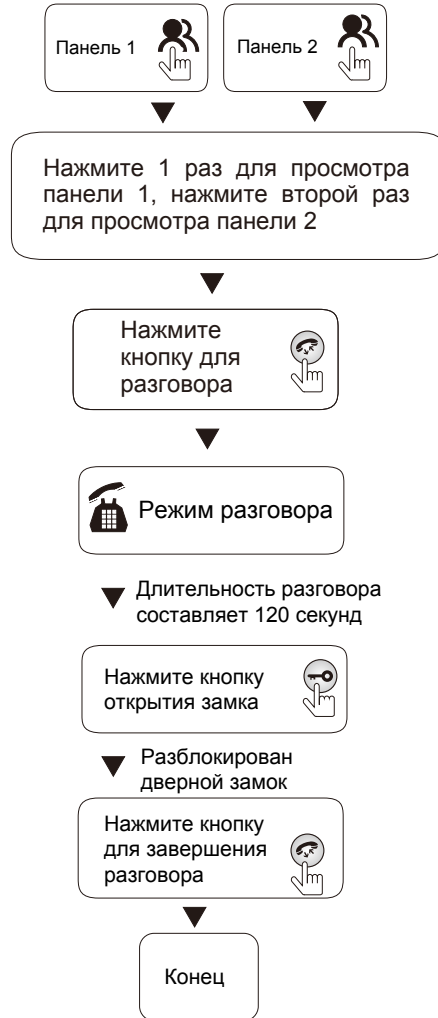 Панель 1
Панель 2
Нажмите 1 раз для просмотра
панели 1, нажмите второй раз
для просмотра панели 2
Нажмите
кнопку для
разговора
Режим разговора
Длительность разговора
составляет 120 секунд
Нажмите кнопку
открытия замка
Разблокирован
дверной замок
Нажмите кнопку
для завершения
разговора
Конец